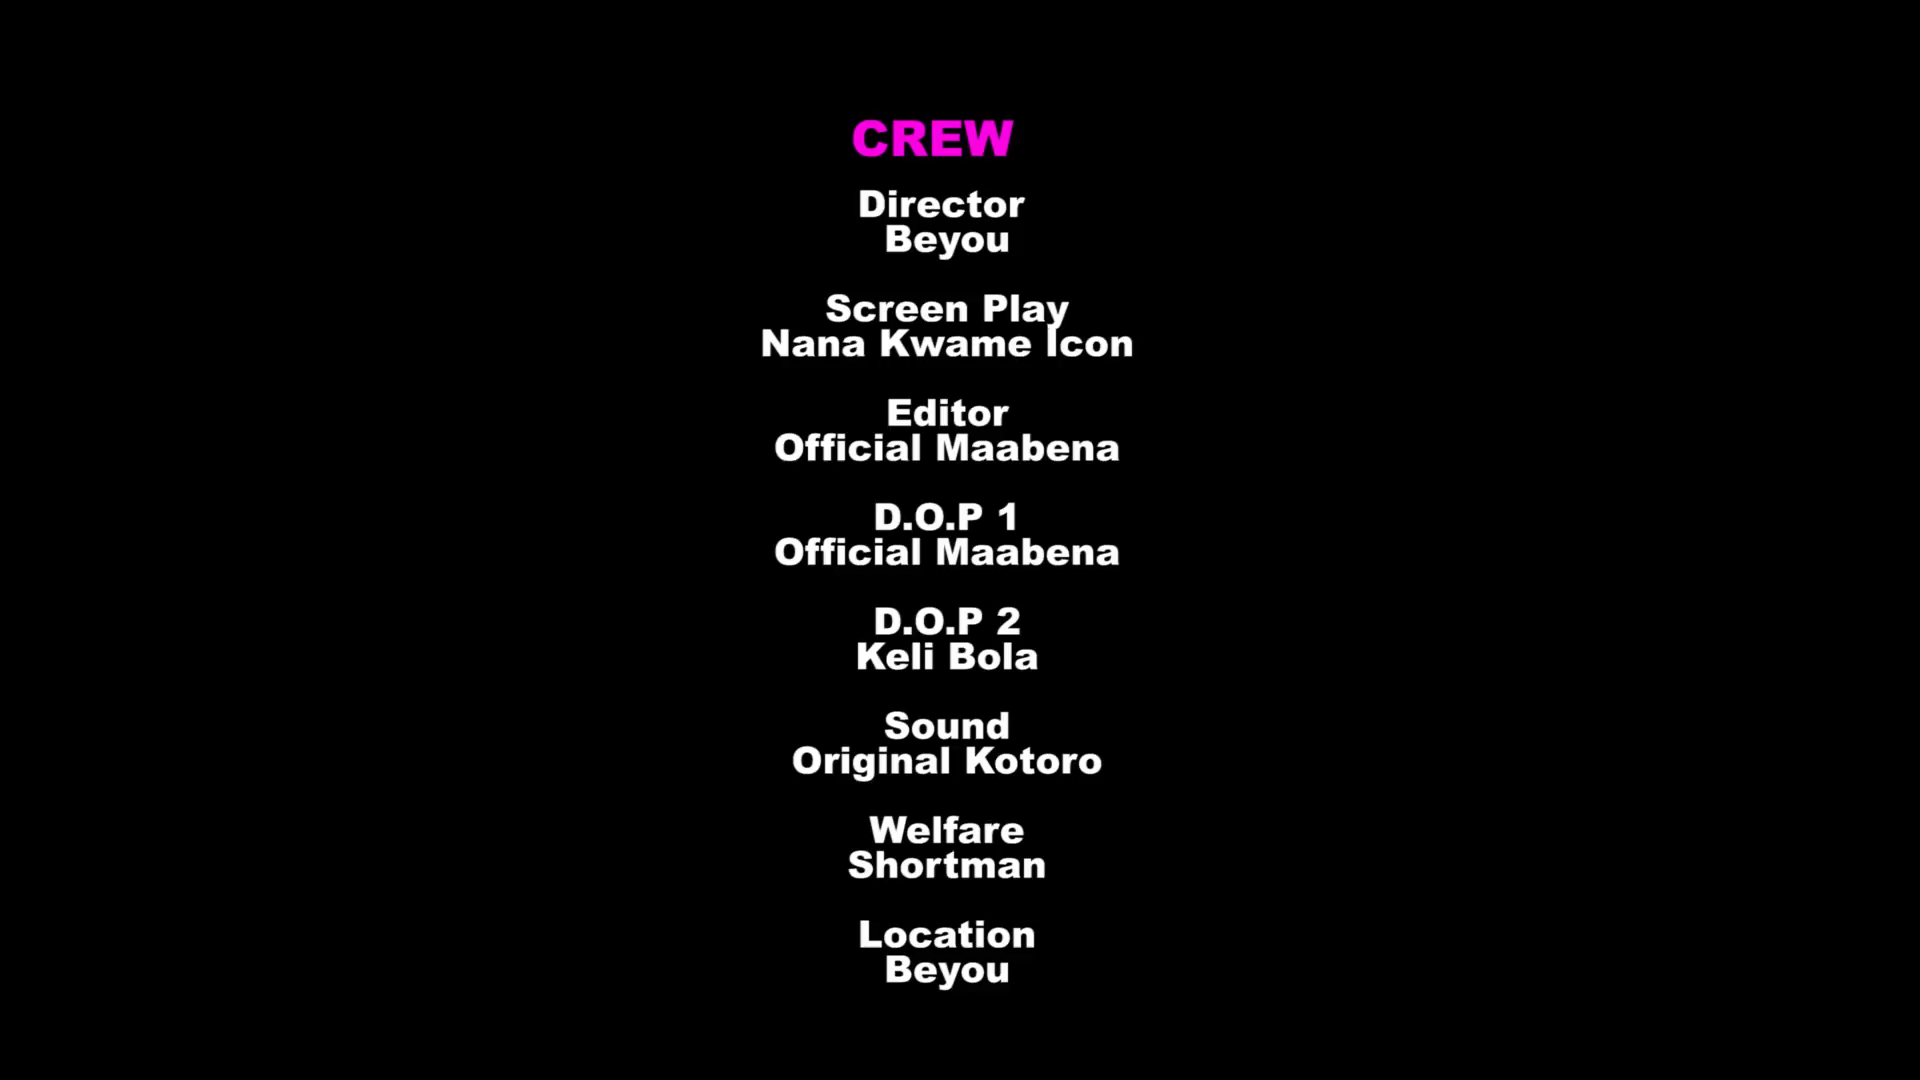 CREW
Director
Beyou
Screen Play
Nana Kwame Icon
Editor
Official Maabena
D.O.P 1
Official Maabena
D.O.P 2
Keli Bola
Sound
Original Kotoro
Welfare
Shortman
Location
Beyou